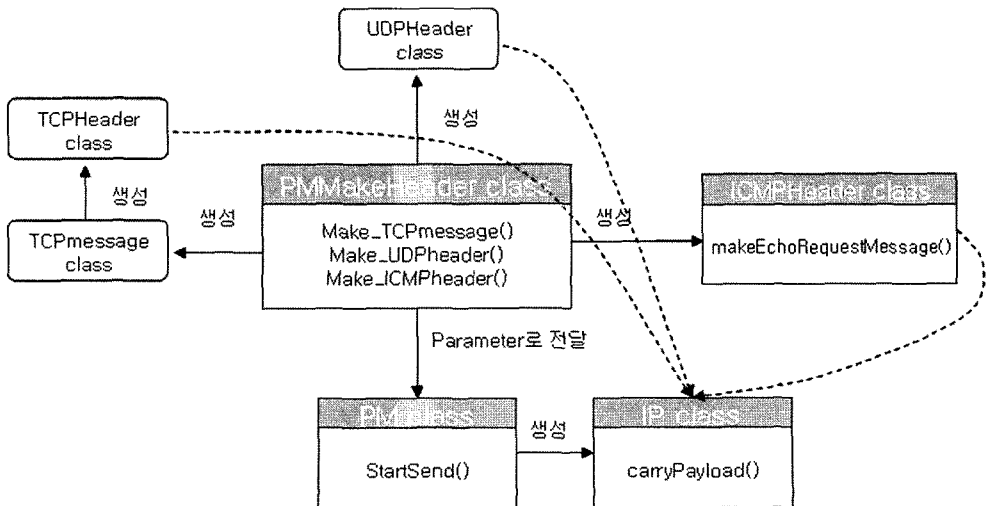 UDPHeader
class
TCPHeader
class
생성
PMMakeHeader class
ICMPHeader class
생성
생성
생성
TCPmessage
class
Make_TCPmessage()
Make_UDPheader()
Make_ICMPheader()
makeEchoRequestMessage()
Parameter로 전달
PM class
생성
IP class
StartSend()
carryPayload()